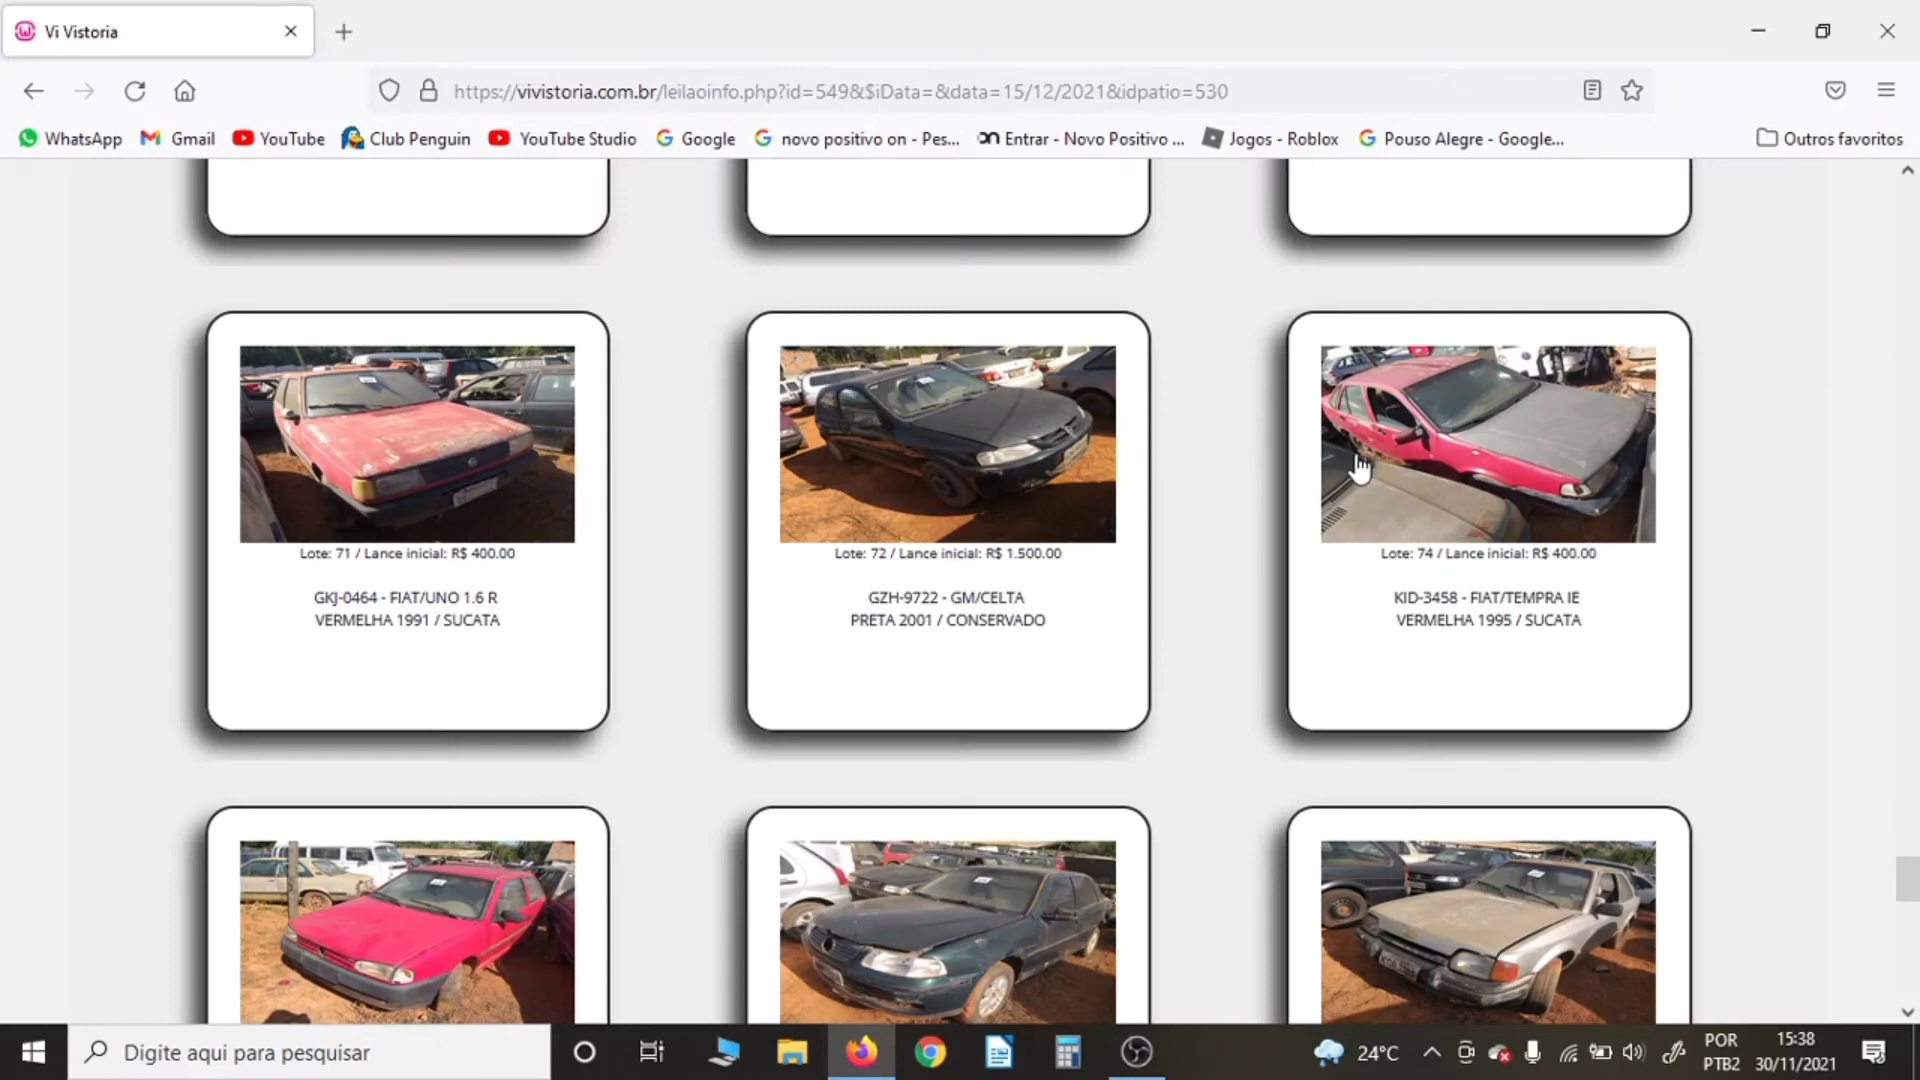 Vi Vistoria
https://vivistoria.com.br/leilaoinfo.php?id=549&$iData=&data=15/12/2021&idpatio=530
WhatsApp Gmail YouTube Club Penguin YouTube Studio Google novo positivo on - Pes... Entrar - Novo Positivo ... Jogos - Roblox Pouso Alegre - Google... Outros favoritos
Lote: 71 / Lance inicial: R$ 400.00
GKJ-0464 - FIAT/UNO 1.6 R
VERMELHA 1991 / SUCATA
Lote: 72 / Lance inicial: R$ 1.500.00
GZH-9722 - GM/CELTA
PRETA 2001 / CONSERVADO
Lote: 74 / Lance inicial: R$ 400.00
KID-3458 - FIAT/TEMPRA IE
VERMELHA 1995 / SUCATA
Digite aqui para pesquisar
24°C
POR
PTB2
15:38
30/11/2021